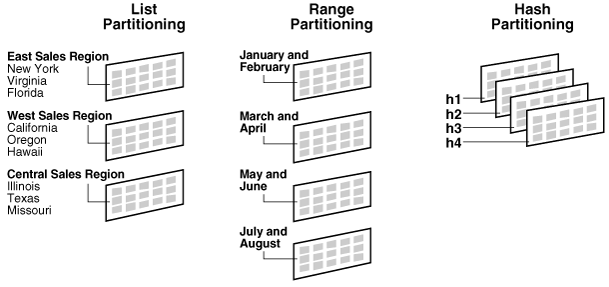 List
Partitioning
East Sales Region
New York
Virginia
Florida
West Sales Region
California
Oregon
Hawaii
Central Sales Region
Illinois
Texas
Missouri
Range
Partitioning
January and
February
March and
April
May and
June
July and
August
Hash
Partitioning
h1
h2
h3
h4